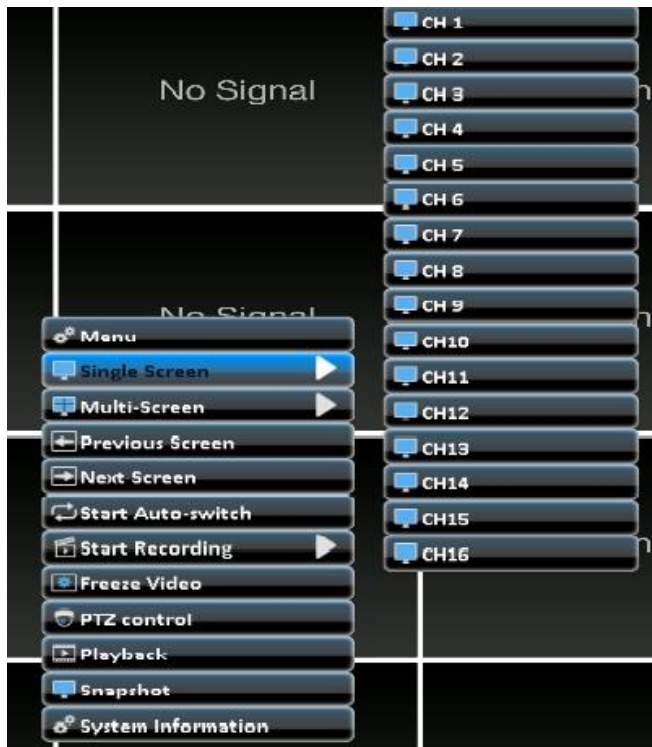 No Signal
No Signal
Menu
Single Screen
Multi-Screen
Previous Screen
Next Screen
Start Auto-switch
Start Recording
Freeze Video
PTZ control
Playback
Snapshot
System Information
CH 1
CH 2
CH 3
CH 4
CH 5
CH 6
CH 7
CH 8
CH 9
CH10
CH11
CH12
CH13
CH14
CH15
CH16